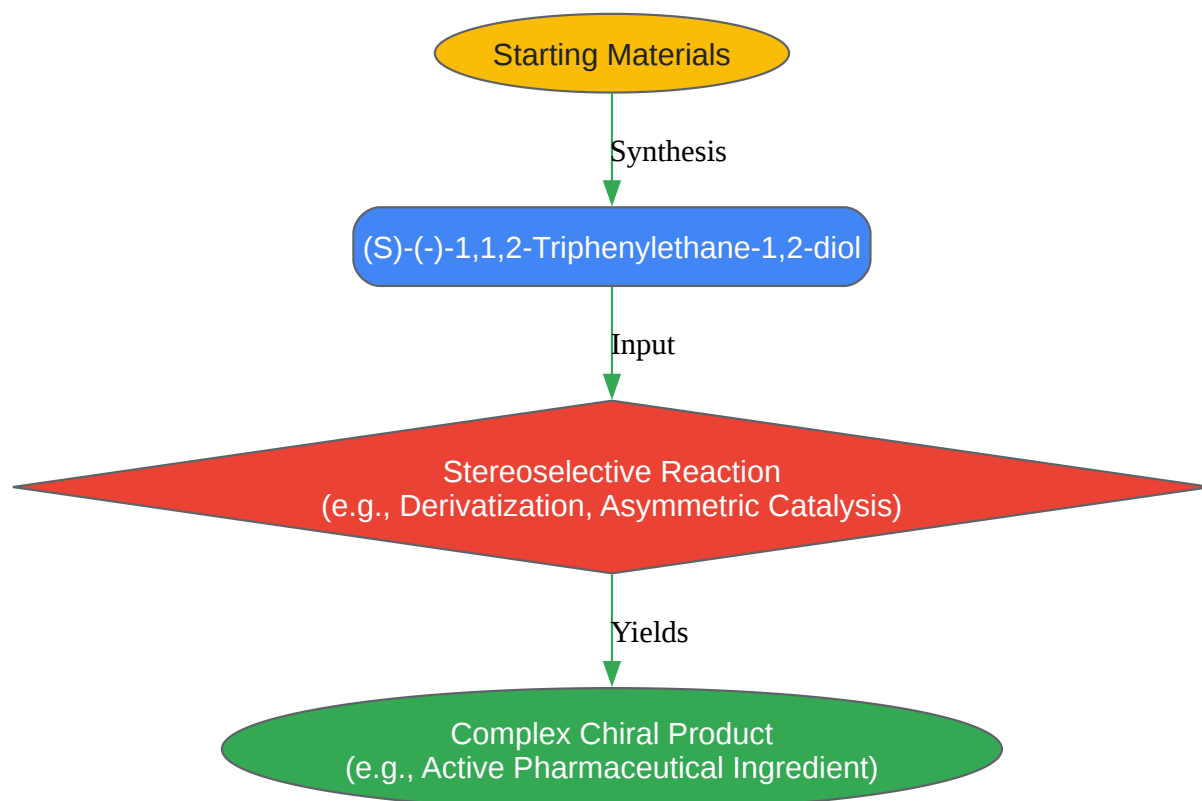 Starting Materials
Synthesis
(S)-(-)-1,1,2-Triphenylethane-1,2-diol
Input
Stereoselective Reaction
(e.g., Derivatization, Asymmetric Catalysis)
Yields
Complex Chiral Product
(e.g., Active Pharmaceutical Ingredient)